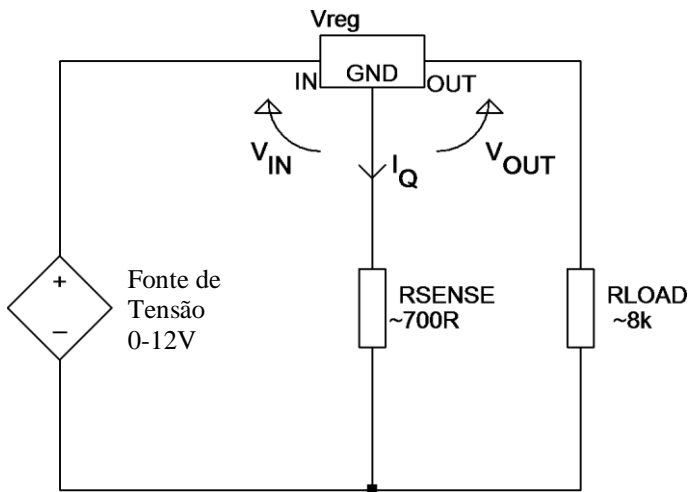 Vreg
IN
GND
OUT
VIN
IQ
VOUT
+
Fonte de
Tensão
0-12V
–
RSENSE
~700R
RLOAD
~8k